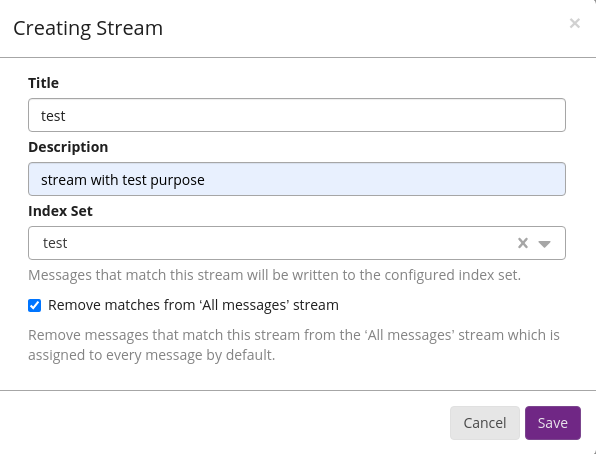 Creating Stream
×
Title
test
Description
stream with test purpose
Index Set
test
Messages that match this stream will be written to the configured index set.
Remove matches from ‘All messages’ stream
Remove messages that match this stream from the ‘All messages’ stream which is
assigned to every message by default.
Cancel Save